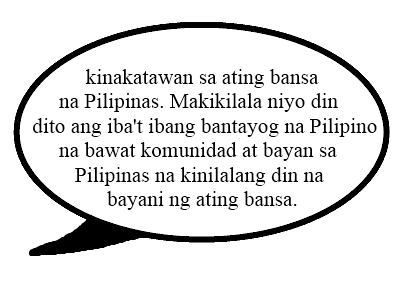 kinakatawan sa ating bansa
na Pilipinas. Makikilala niyo din
dito ang iba't ibang bantayog na Pilipino
na bawat komunidad at bayan sa
Pilipinas na kinilalang din na
bayani ng ating bansa.